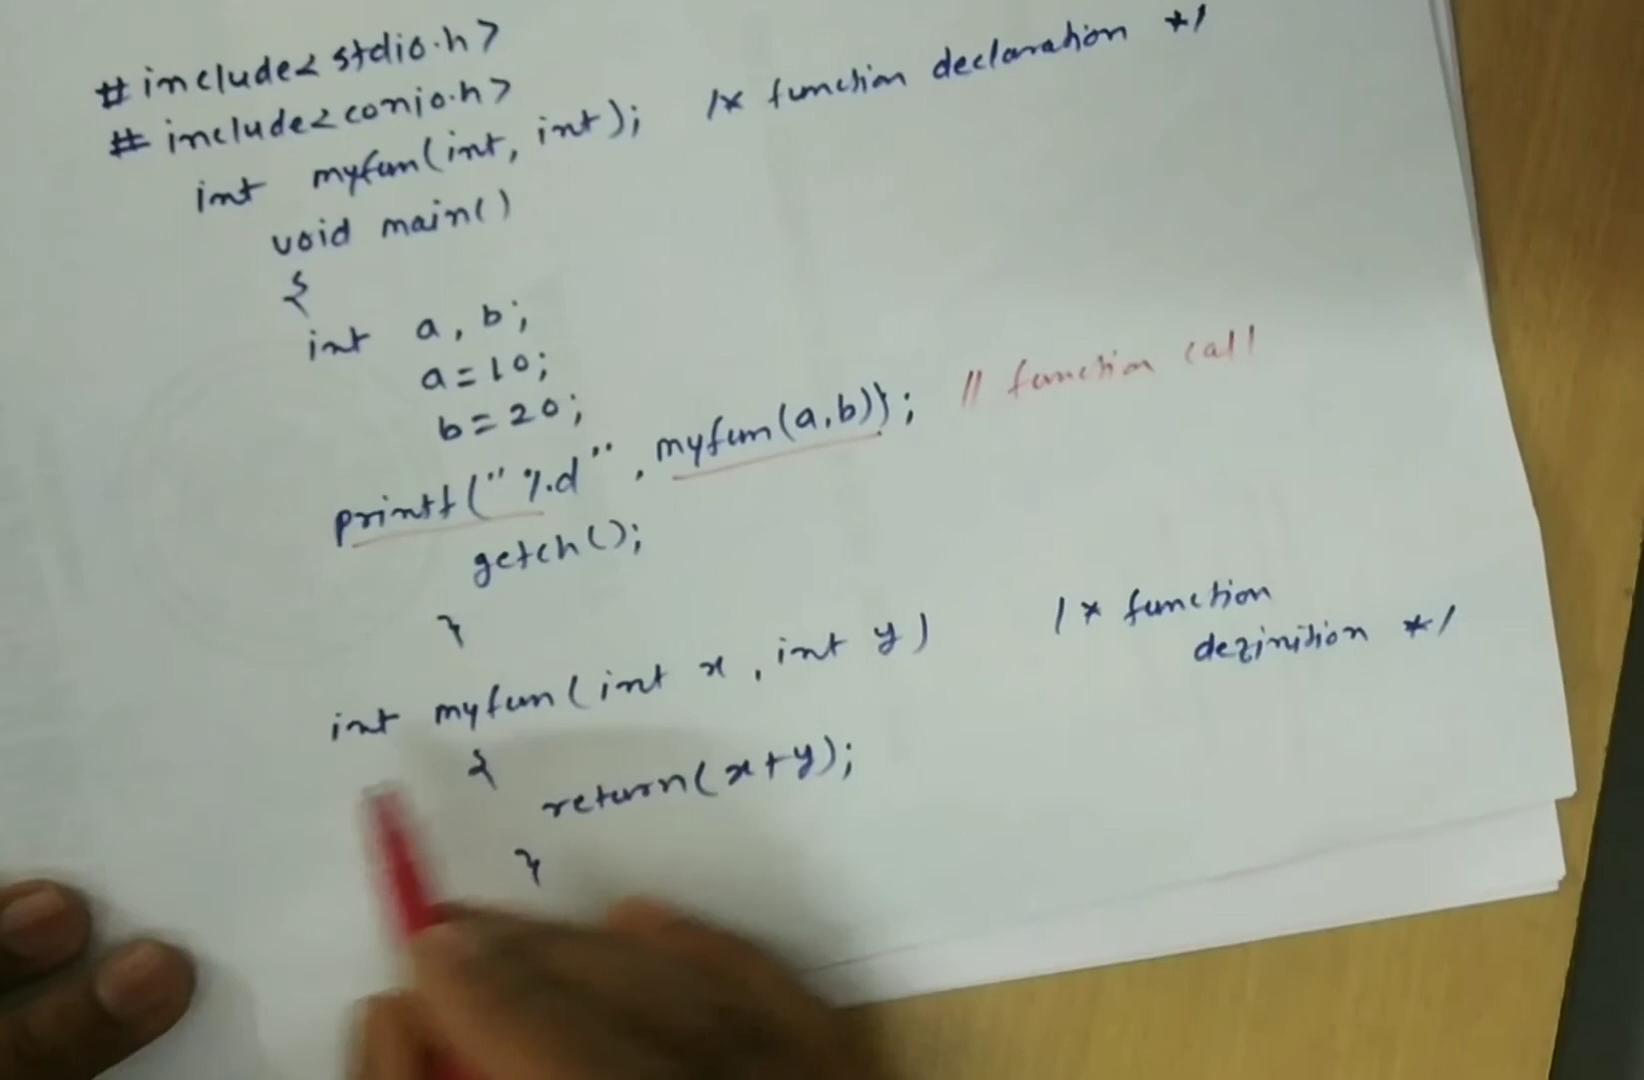 #include<stdio.h>
#include<conio.h>
int myfun(int, int); /* function declaration */
void main()
{
int a, b;
a=10;
b=20;
printf("%d", myfun(a,b)); // function call
getch();
}
int myfun(int x, int y) /* function
dezinition */
{
return(x+y);
}